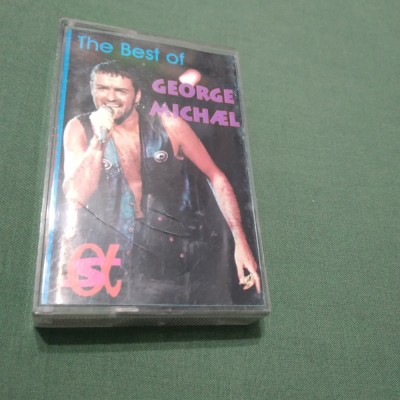 The Best of
GEORGE
MICHÆL